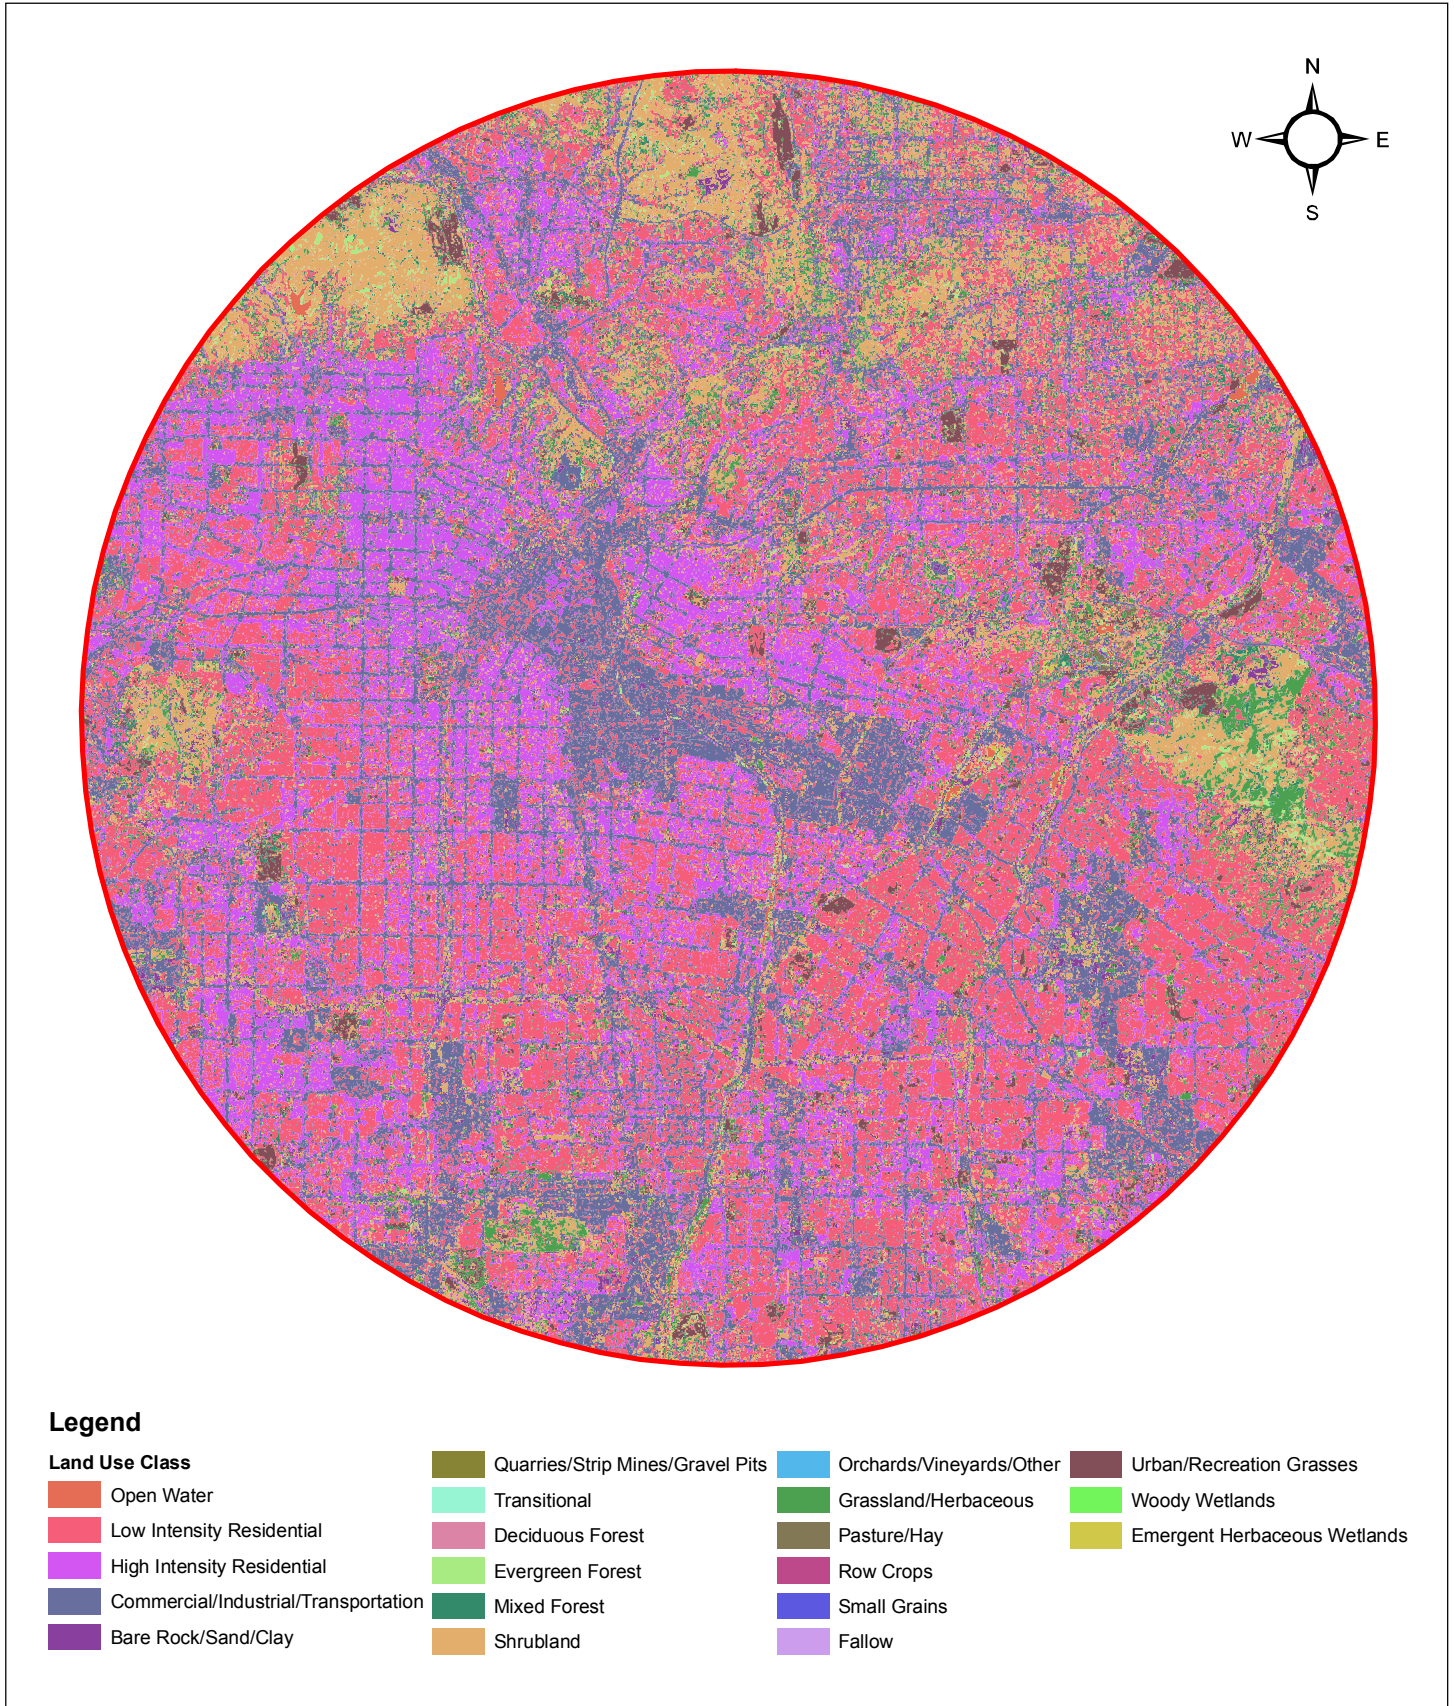 N
W E
S
Legend
Land Use Class
Open Water
Low Intensity Residential
High Intensity Residential
Commercial/Industrial/Transportation
Bare Rock/Sand/Clay
Quarries/Strip Mines/Gravel Pits
Transitional
Deciduous Forest
Evergreen Forest
Mixed Forest
Shrubland
Orchards/Vineyards/Other
Grassland/Herbaceous
Pasture/Hay
Row Crops
Small Grains
Fallow
Urban/Recreation Grasses
Woody Wetlands
Emergent Herbaceous Wetlands